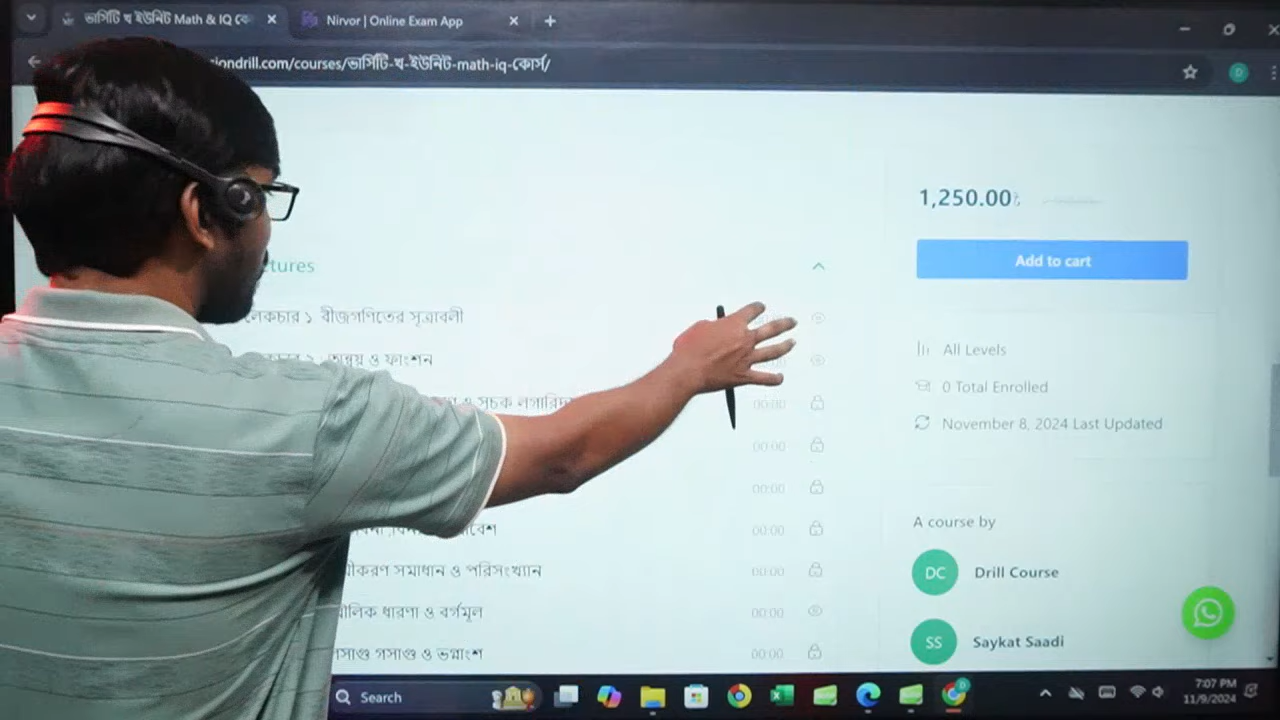 ভার্সিটি খ ইউনিট Math & IQ কো
Nirvor | Online Exam App
iondrill.com/courses/ভার্সিটি-খ-ইউনিট-math-iq-কোর্স/
1,250.00৳
Add to cart
tures
লেকচার ১ বীজগণিতের সূত্রাবলী
অন্বয় ও ফাংশন
ও সূচক লগারিদম
00:00
00:00
00:00
00:00
সমীকরণ সমাধান ও পরিসংখ্যান
00:00
মৌলিক ধারণা ও বর্গমূল
00:00
লসাগু গসাগু ও ভগ্নাংশ
00:00
All Levels
0 Total Enrolled
November 8, 2024 Last Updated
A course by
DC
Drill Course
SS
Saykat Saadi
Search
7:07 PM
11/9/2024